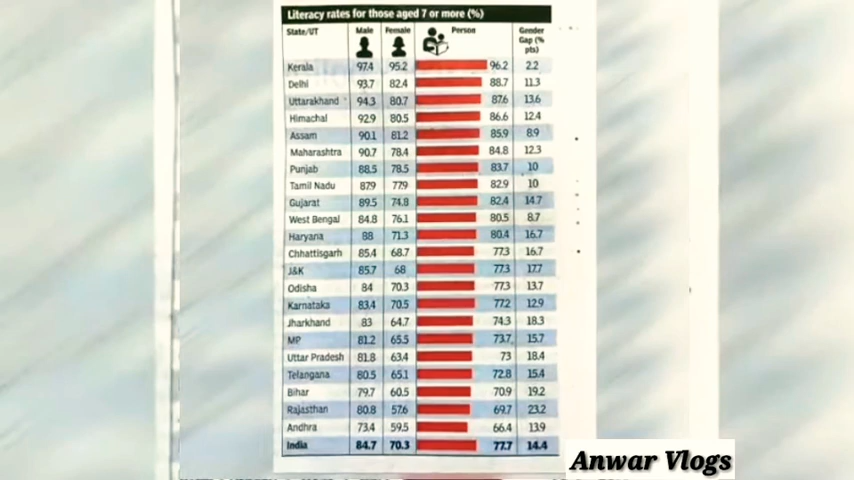 Literacy rates for those aged 7 or more (%)
State/UT Male Female Person Gender Gap (% pts)
Kerala 97.4 95.2 96.2 2.2
Delhi 93.7 82.4 88.7 11.3
Uttarakhand 94.3 80.7 87.6 13.6
Himachal 92.9 80.5 86.6 12.4
Assam 90.1 81.2 85.9 8.9
Maharashtra 90.7 78.4 84.8 12.3
Punjab 88.5 78.5 83.7 10
Tamil Nadu 87.9 77.9 82.9 10
Gujarat 89.5 74.8 82.4 14.7
West Bengal 84.8 76.1 80.5 8.7
Haryana 88 71.3 80.4 16.7
Chhattisgarh 85.4 68.7 77.3 16.7
J&K 85.7 68 77.3 17.7
Odisha 84 70.3 77.3 13.7
Karnataka 83.4 70.5 77.2 12.9
Jharkhand 83 64.7 74.3 18.3
MP 81.2 65.5 73.7 15.7
Uttar Pradesh 81.8 63.4 73 18.4
Telangana 80.5 65.1 72.8 15.4
Bihar 79.7 60.5 70.9 19.2
Rajasthan 80.8 57.6 69.7 23.2
Andhra 73.4 59.5 66.4 13.9
India 84.7 70.3 77.7 14.4
Anwar Vlogs